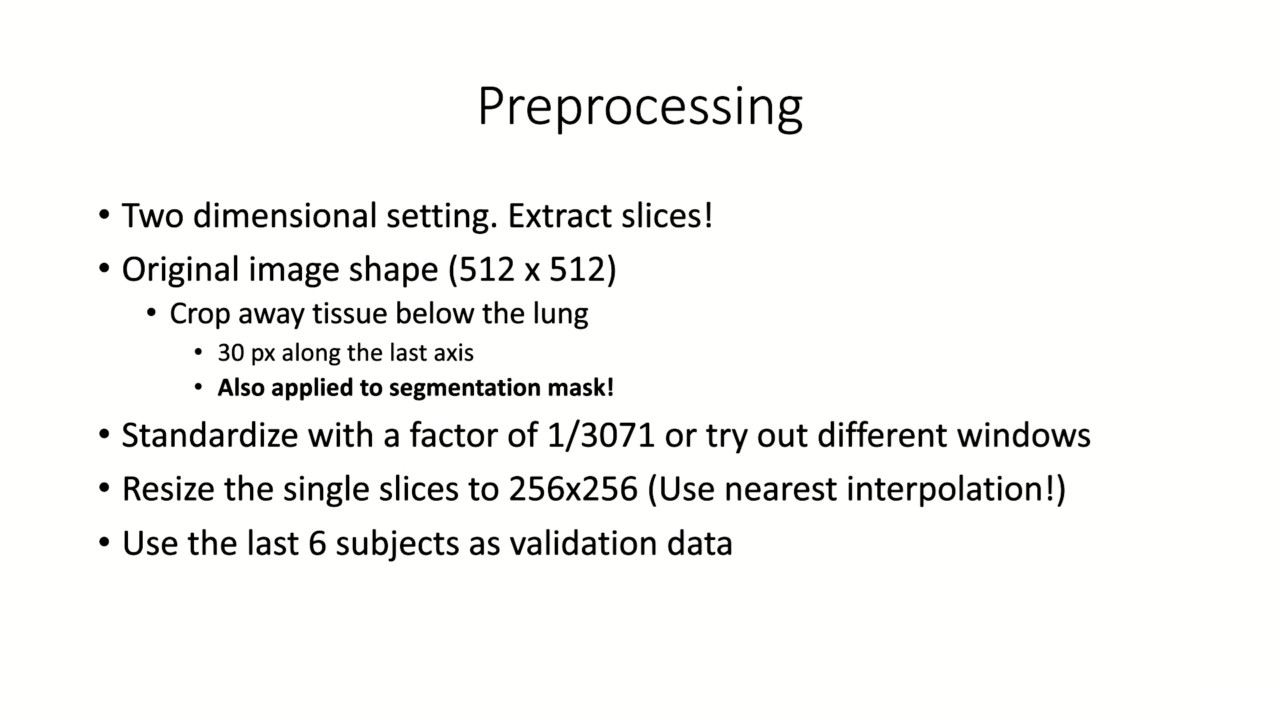 Preprocessing
• Two dimensional setting. Extract slices!
• Original image shape (512 x 512)
• Crop away tissue below the lung
• 30 px along the last axis
• Also applied to segmentation mask!
• Standardize with a factor of 1/3071 or try out different windows
• Resize the single slices to 256x256 (Use nearest interpolation!)
• Use the last 6 subjects as validation data